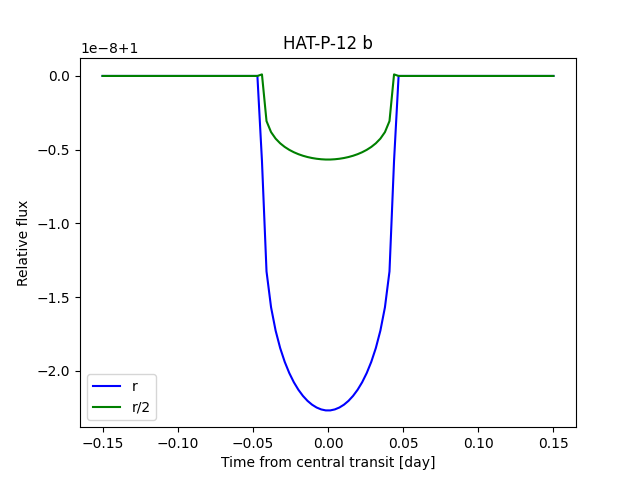 HAT-P-12 b
1e−8+1
0.0
−0.5
−1.0
−1.5
−2.0
Relative flux
r
r/2
−0.15
−0.10
−0.05
0.00
0.05
0.10
0.15
Time from central transit [day]